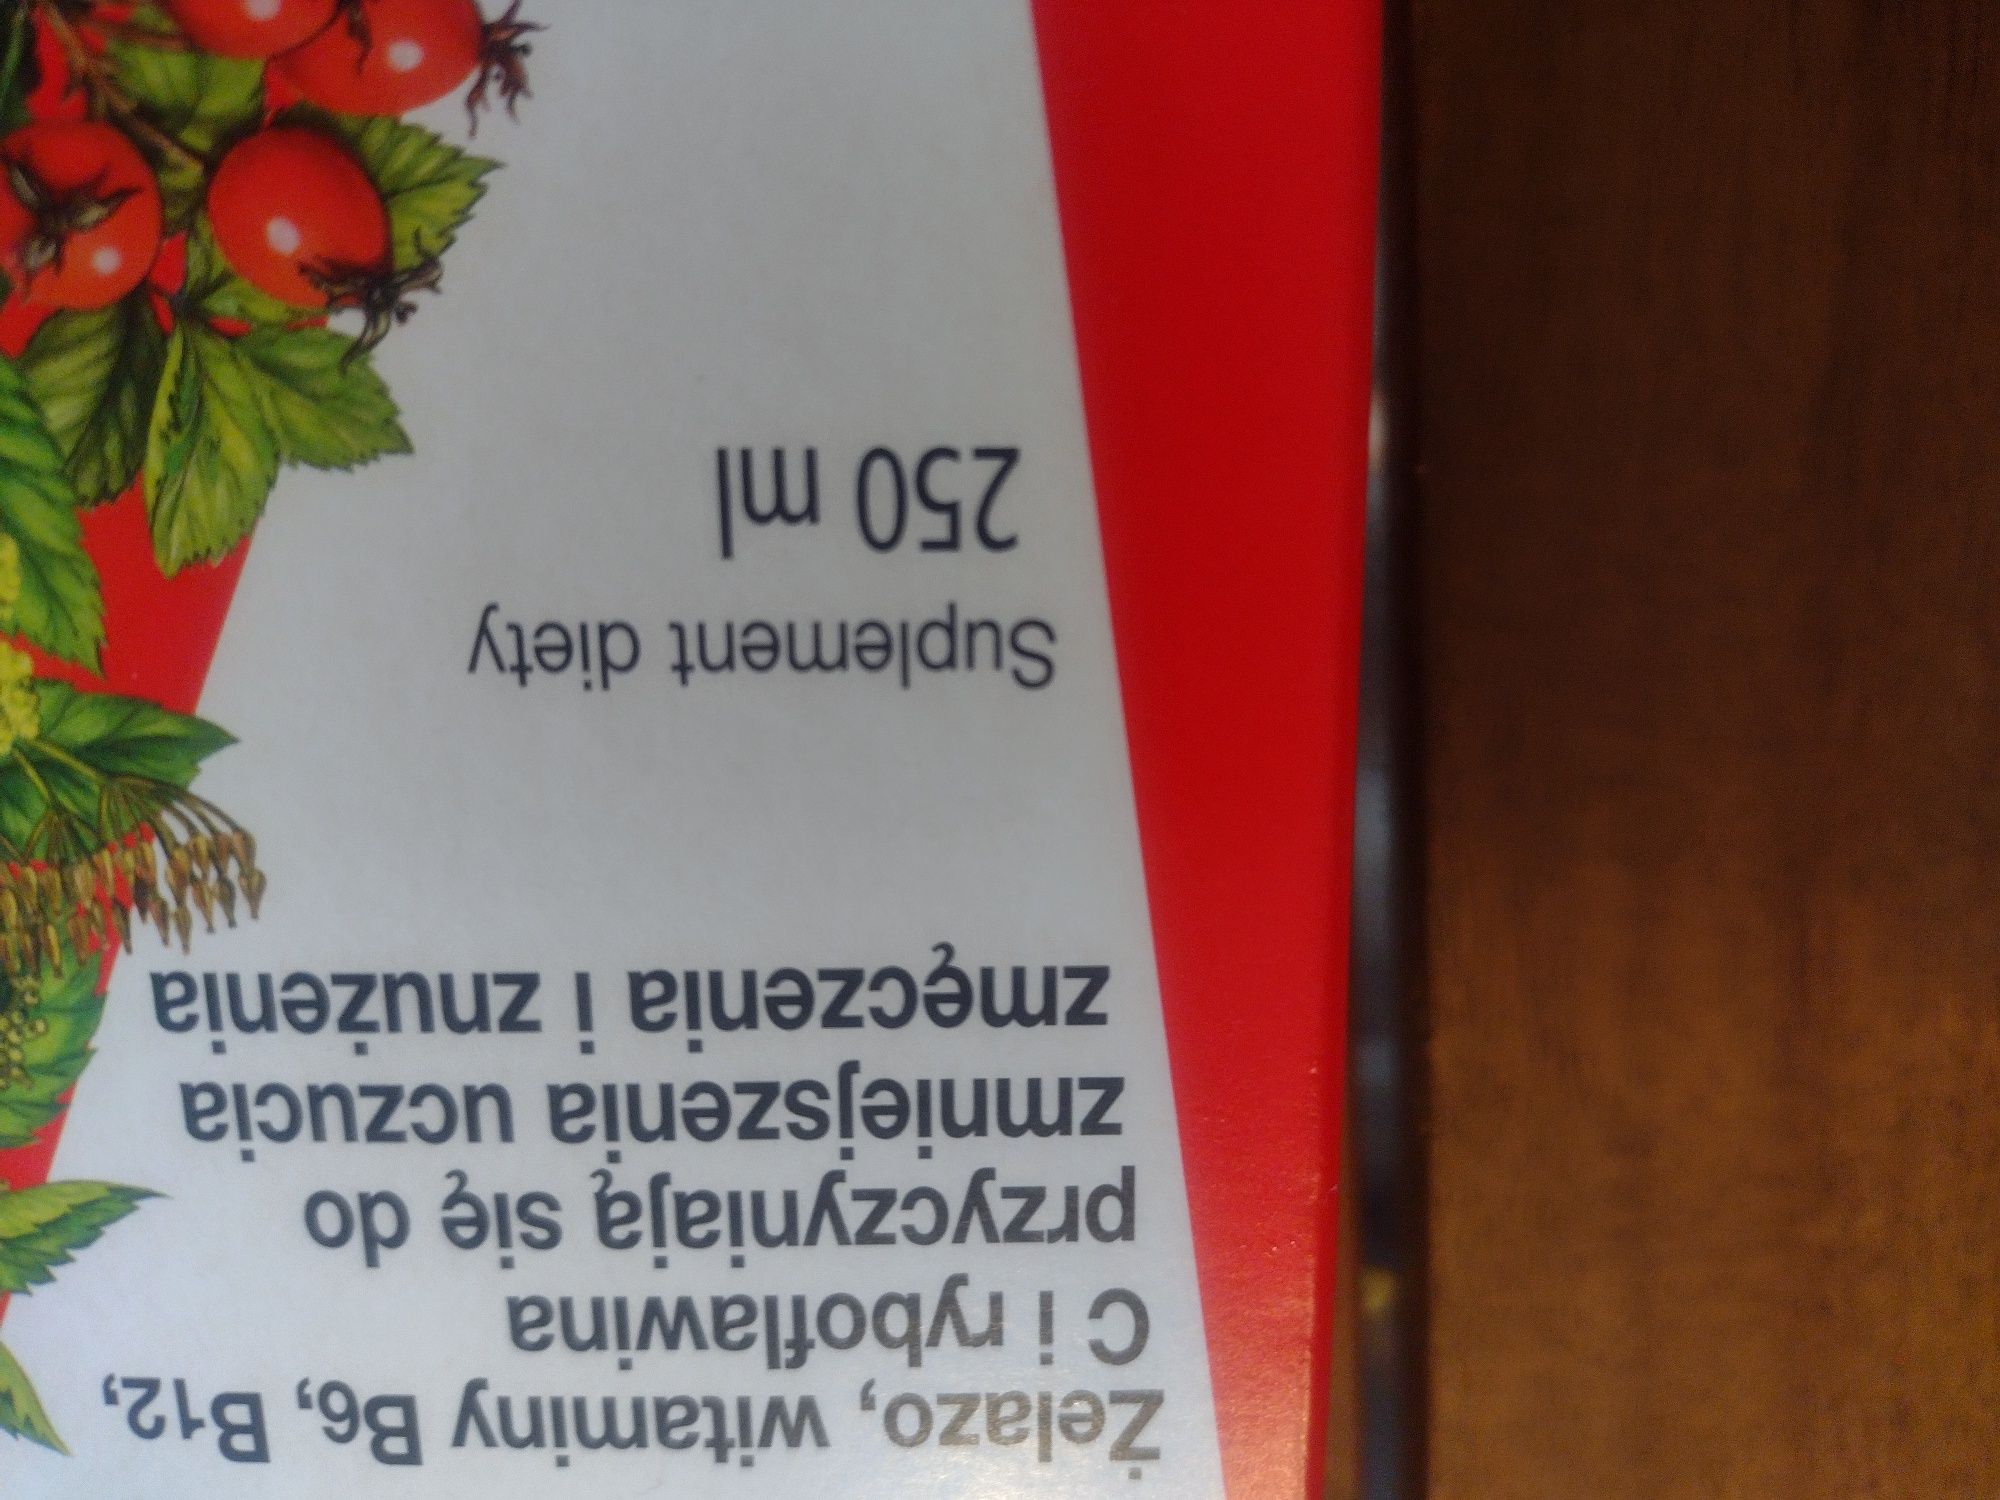 Żelazo, witaminy B6, B12,
C i ryboflawina
przyczyniają się do
zmniejszenia uczucia
zmęczenia i znużenia
Suplement diety
250 ml